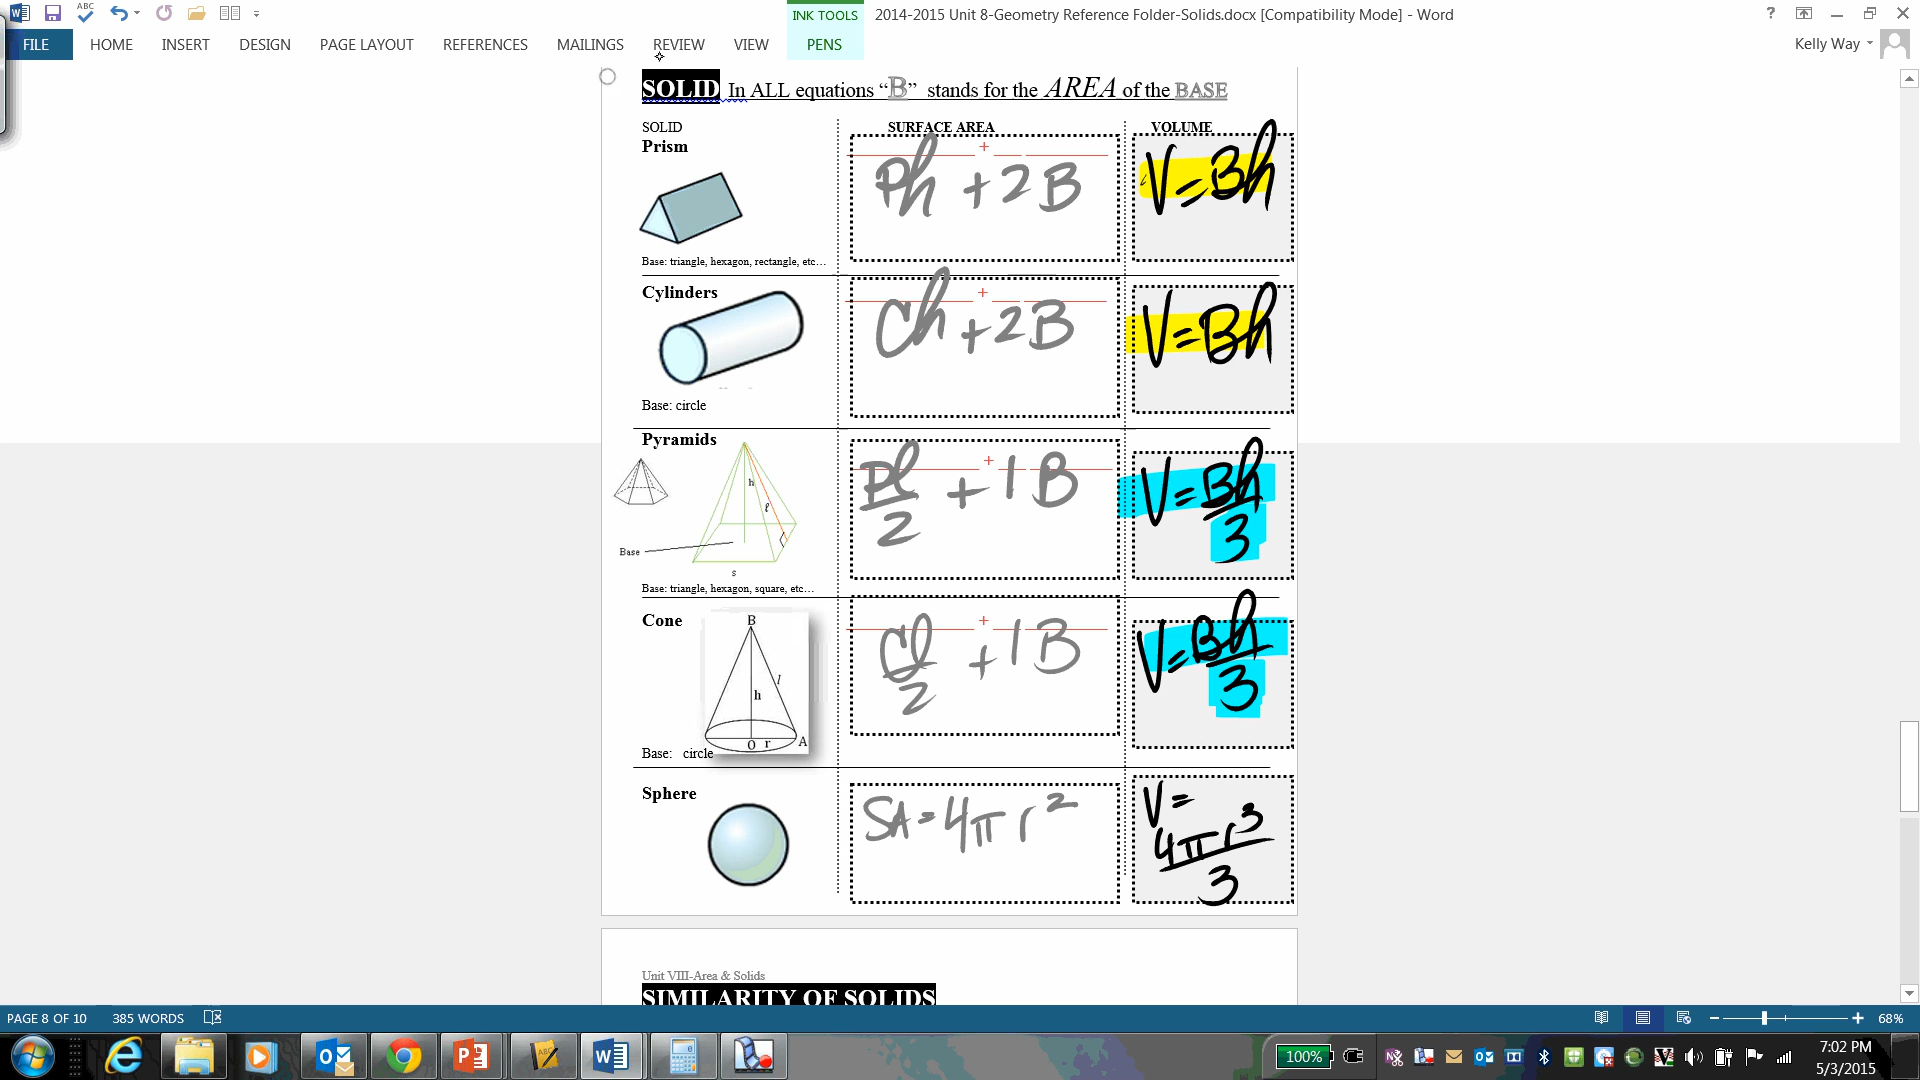 ABC
INK TOOLS
2014-2015 Unit 8-Geometry Reference Folder-Solids.docx [Compatibility Mode] - Word
?
FILE HOME INSERT DESIGN PAGE LAYOUT REFERENCES MAILINGS REVIEW VIEW PENS
Kelly Way
SOLID In ALL equations “B” stands for the AREA of the BASE
SOLID SURFACE AREA VOLUME
Prism
Ph + 2B
V=Bh
Base: triangle, hexagon, rectangle, etc…
Cylinders
Ch + 2B
V=Bh
Base: circle
Pyramids
h
ℓ
Base
s
Pl/2 + 1B
V=Bh/3
Base: triangle, hexagon, square, etc…
Cone
B
l
h
O r A
Cl/2 + 1B
V=Bh/3
Base: circle
Sphere
SA=4πr²
V=
4πr³
3
Unit VIII-Area & Solids
SIMILARITY OF SOLIDS
PAGE 8 OF 10 385 WORDS
68%
100%
7:02 PM
5/3/2015